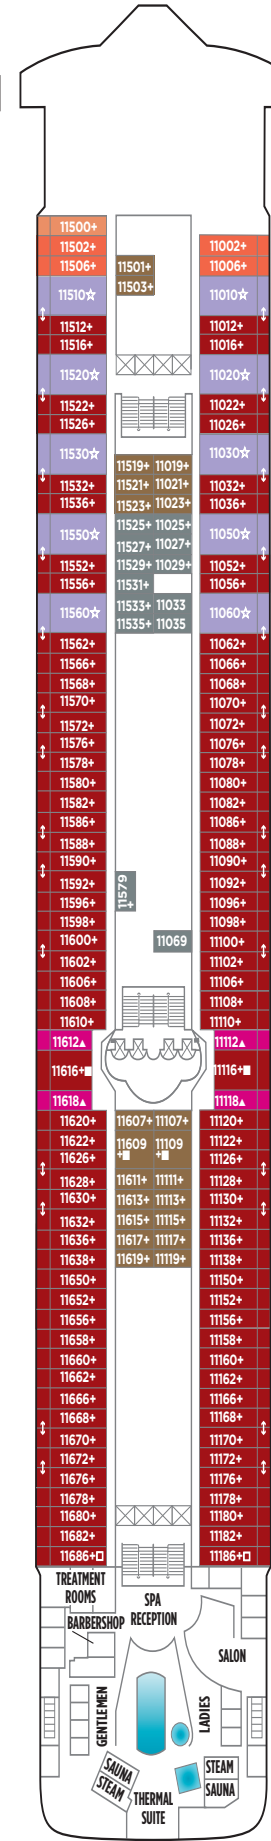 11500+
11502+ 11002+
11506+ 11501+ 11006+
11503+
11510☆ 11010☆
11512+ 11012+
11516+ 11016+
11520☆ 11020☆
11522+ 11022+
11526+ 11026+
11530☆ 11030☆
11519+ 11019+
11532+ 11521+ 11021+ 11032+
11536+ 11523+ 11023+ 11036+
11550☆ 11525+ 11025+ 11050☆
11527+ 11027+
11552+ 11529+ 11029+ 11052+
11556+ 11531+ 11056+
11560☆ 11533+ 11033 11060☆
11535+ 11035
11562+ 11062+
11566+ 11066+
11568+ 11068+
11570+ 11070+
11572+ 11072+
11576+ 11076+
11578+ 11078+
11580+ 11080+
11582+ 11082+
11586+ 11086+
11588+ 11088+
11590+ 11090+
11592+ 11579+ 11092+
11596+ 11096+
11598+ 11098+
11600+ 11069 11100+
11602+ 11102+
11606+ 11106+
11608+ 11108+
11610+ 11110+
11612▲ 11112▲
11616+■ 11116+■
11618▲ 11118▲
11620+ 11607+ 11107+ 11120+
11622+ 11609+■ 11109+■ 11122+
11626+ 11126+
11628+ 11611+ 11111+ 11128+
11630+ 11613+ 11113+ 11130+
11632+ 11615+ 11115+ 11132+
11636+ 11617+ 11117+ 11136+
11638+ 11619+ 11119+ 11138+
11650+ 11150+
11652+ 11152+
11656+ 11156+
11658+ 11158+
11660+ 11160+
11662+ 11162+
11666+ 11166+
11668+ 11168+
11670+ 11170+
11672+ 11172+
11676+ 11176+
11678+ 11178+
11680+ 11180+
11682+ 11182+
11686+□ 11186+□
TREATMENT
ROOMS
SPA
RECEPTION
BARBERSHOP
SALON
GENTLEMEN
LADIES
SAUNA
STEAM
STEAM
SAUNA
THERMAL
SUITE